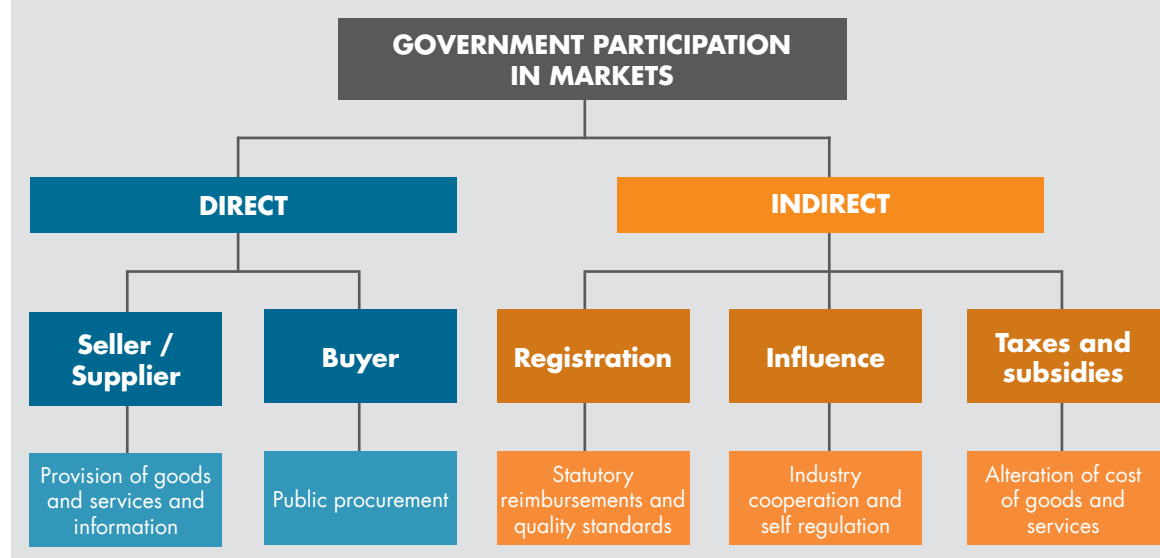 GOVERNMENT PARTICIPATION
IN MARKETS
DIRECT
INDIRECT
Seller /
Supplier
Buyer
Registration
Influence
Taxes and
subsidies
Provision of goods
and services and
information
Public procurement
Statutory
reimbursements and
quality standards
Industry
cooperation and
self regulation
Alteration of cost
of goods and
services